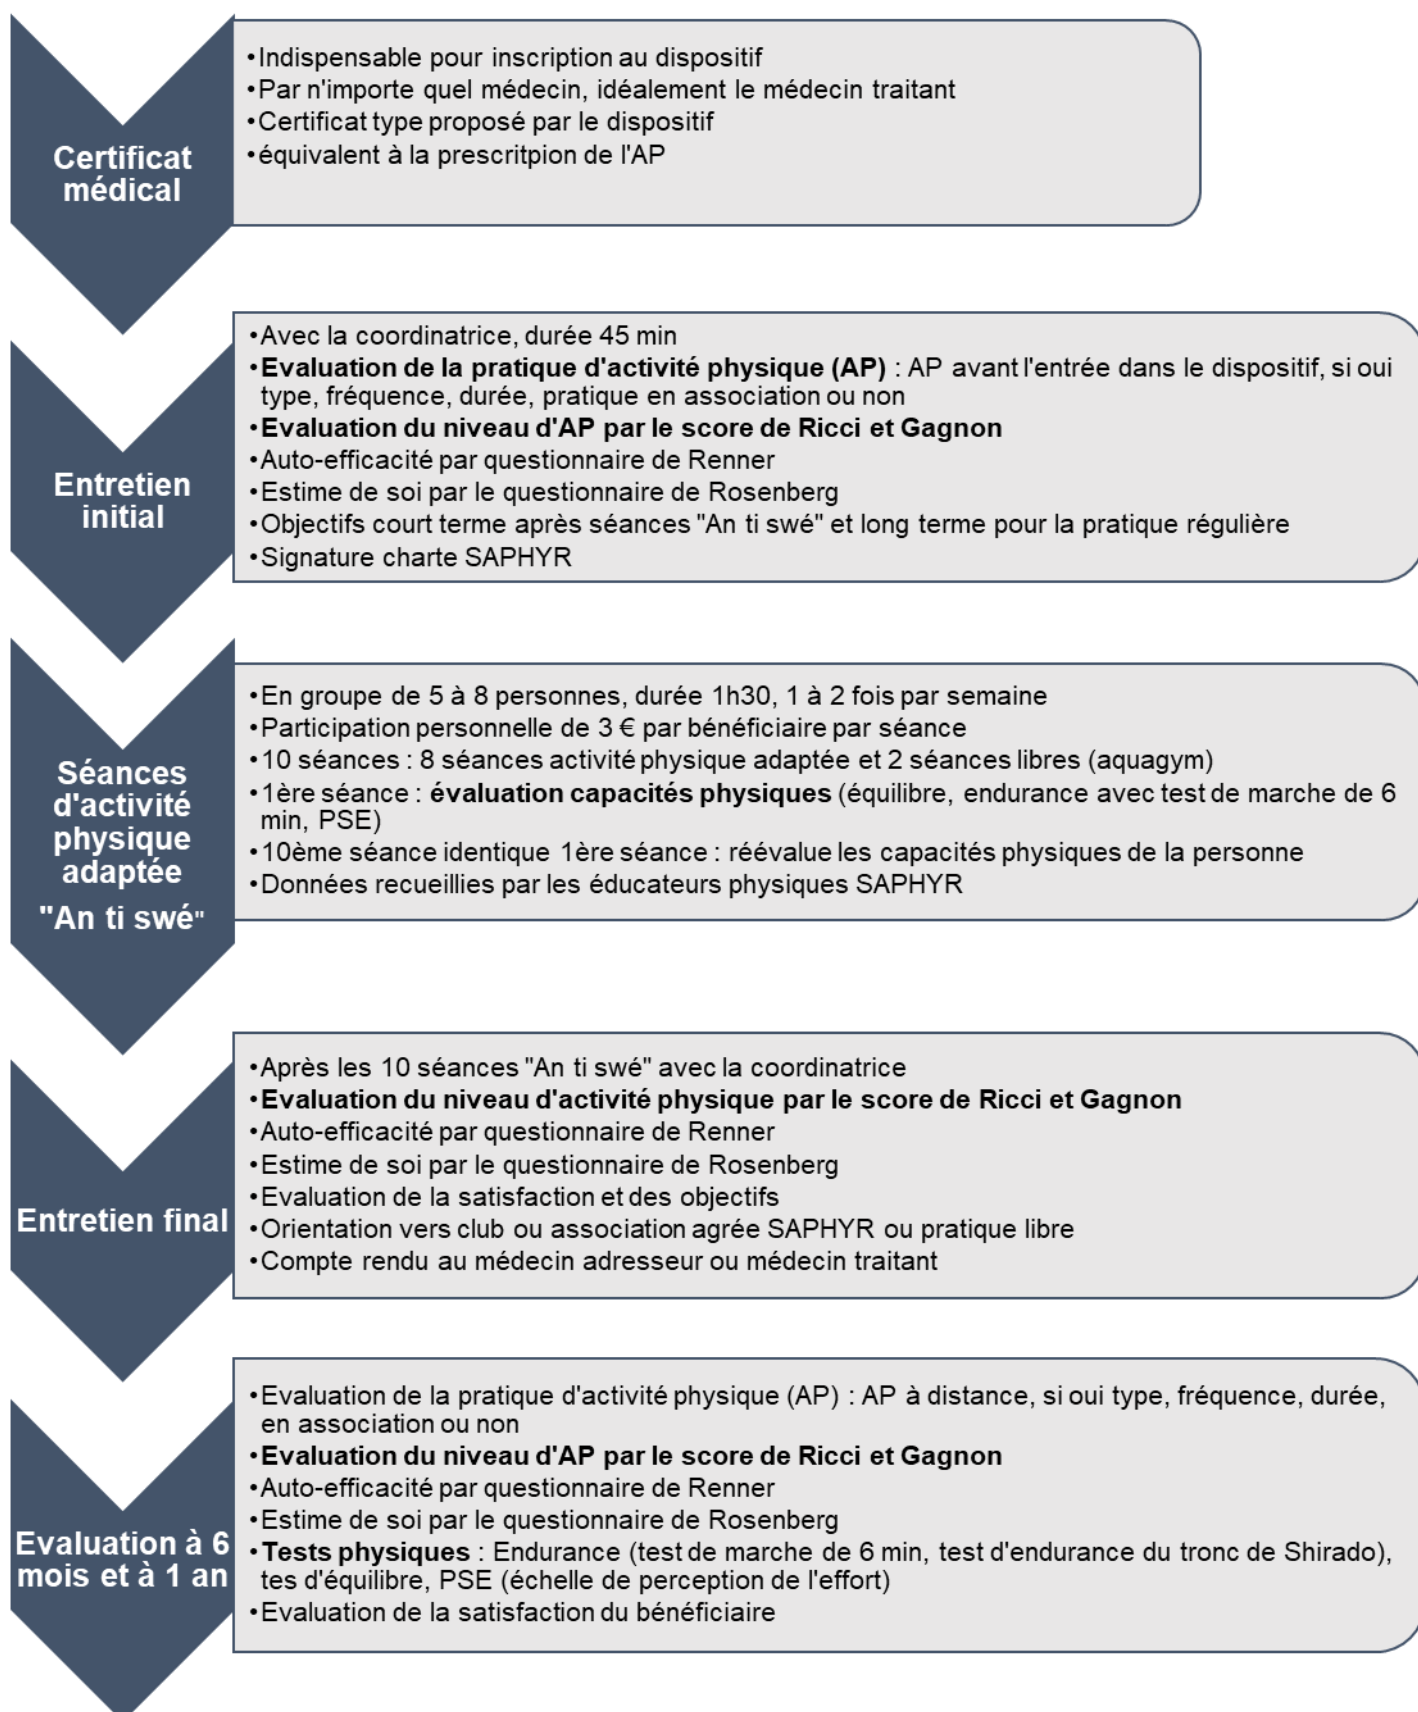 Certificat
médical
•Indispensable pour inscription au dispositif
•Par n'importe quel médecin, idéalement le médecin traitant
•Certificat type proposé par le dispositif
•équivalent à la prescritpion de l'AP
Entretien
initial
•Avec la coordinatrice, durée 45 min
•Evaluation de la pratique d'activité physique (AP) : AP avant l'entrée dans le dispositif, si oui
type, fréquence, durée, pratique en association ou non
•Evaluation du niveau d'AP par le score de Ricci et Gagnon
•Auto-efficacité par questionnaire de Renner
•Estime de soi par le questionnaire de Rosenberg
•Objectifs court terme après séances "An ti swé" et long terme pour la pratique régulière
•Signature charte SAPHYR
Séances
d'activité
physique
adaptée
"An ti swé"
•En groupe de 5 à 8 personnes, durée 1h30, 1 à 2 fois par semaine
•Participation personnelle de 3 € par bénéficiaire par séance
•10 séances : 8 séances activité physique adaptée et 2 séances libres (aquagym)
•1ère séance : évaluation capacités physiques (équilibre, endurance avec test de marche de 6
min, PSE)
•10ème séance identique 1ère séance : réévalue les capacités physiques de la personne
•Données recueillies par les éducateurs physiques SAPHYR
Entretien final
•Après les 10 séances "An ti swé" avec la coordinatrice
•Evaluation du niveau d'activité physique par le score de Ricci et Gagnon
•Auto-efficacité par questionnaire de Renner
•Estime de soi par le questionnaire de Rosenberg
•Evaluation de la satisfaction et des objectifs
•Orientation vers club ou association agrée SAPHYR ou pratique libre
•Compte rendu au médecin adresseur ou médecin traitant
Evaluation à 6
mois et à 1 an
•Evaluation de la pratique d'activité physique (AP) : AP à distance, si oui type, fréquence, durée,
en association ou non
•Evaluation du niveau d'AP par le score de Ricci et Gagnon
•Auto-efficacité par questionnaire de Renner
•Estime de soi par le questionnaire de Rosenberg
•Tests physiques : Endurance (test de marche de 6 min, test d'endurance du tronc de Shirado),
tes d'équilibre, PSE (échelle de perception de l'effort)
•Evaluation de la satisfaction du bénéficiaire